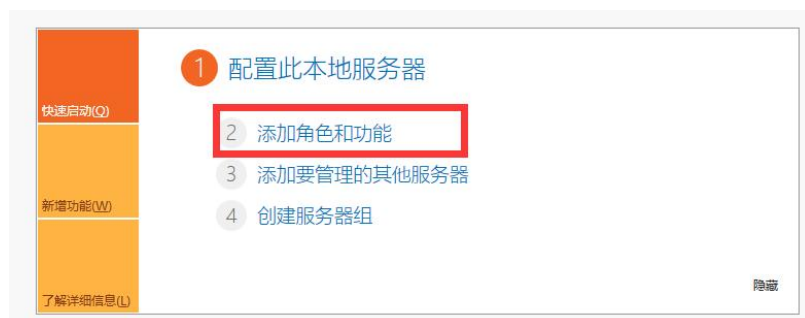 1 配置此本地服务器
快速启动(Q)
2 添加角色和功能
3 添加要管理的其他服务器
新增功能(W)
4 创建服务器组
隐藏
了解详细信息(L)